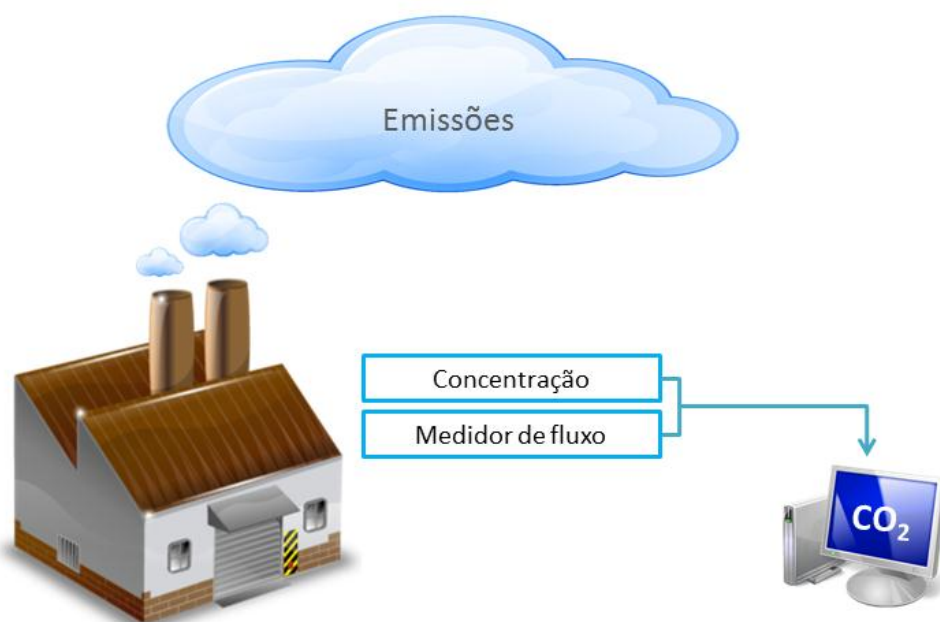 Emissões
Concentração
Medidor de fluxo
CO₂